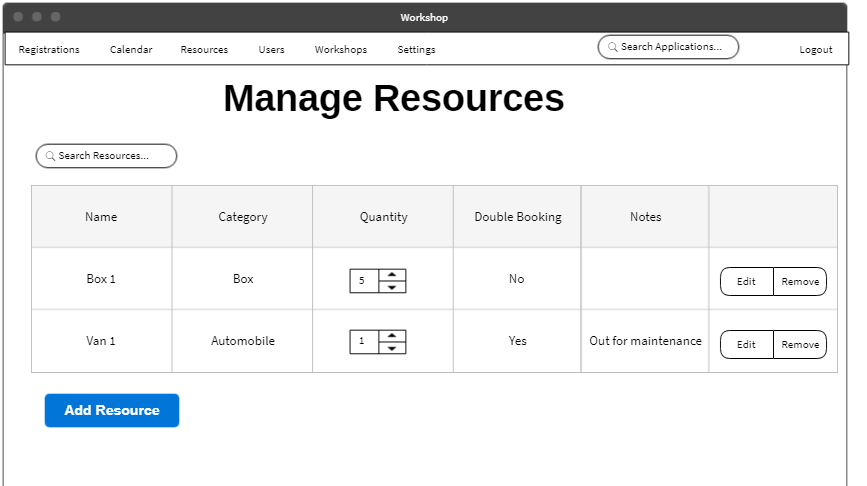 Workshop
Registrations Calendar Resources Users Workshops Settings Search Applications... Logout
Manage Resources
Search Resources...
Name Category Quantity Double Booking Notes
Box 1 Box 5 No Edit Remove
Van 1 Automobile 1 Yes Out for maintenance Edit Remove
Add Resource